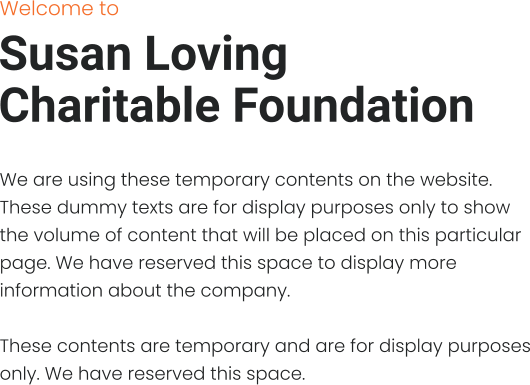 Welcome to
Susan Loving
Charitable Foundation
We are using these temporary contents on the website.
These dummy texts are for display purposes only to show
the volume of content that will be placed on this particular
page. We have reserved this space to display more
information about the company.
These contents are temporary and are for display purposes
only. We have reserved this space.